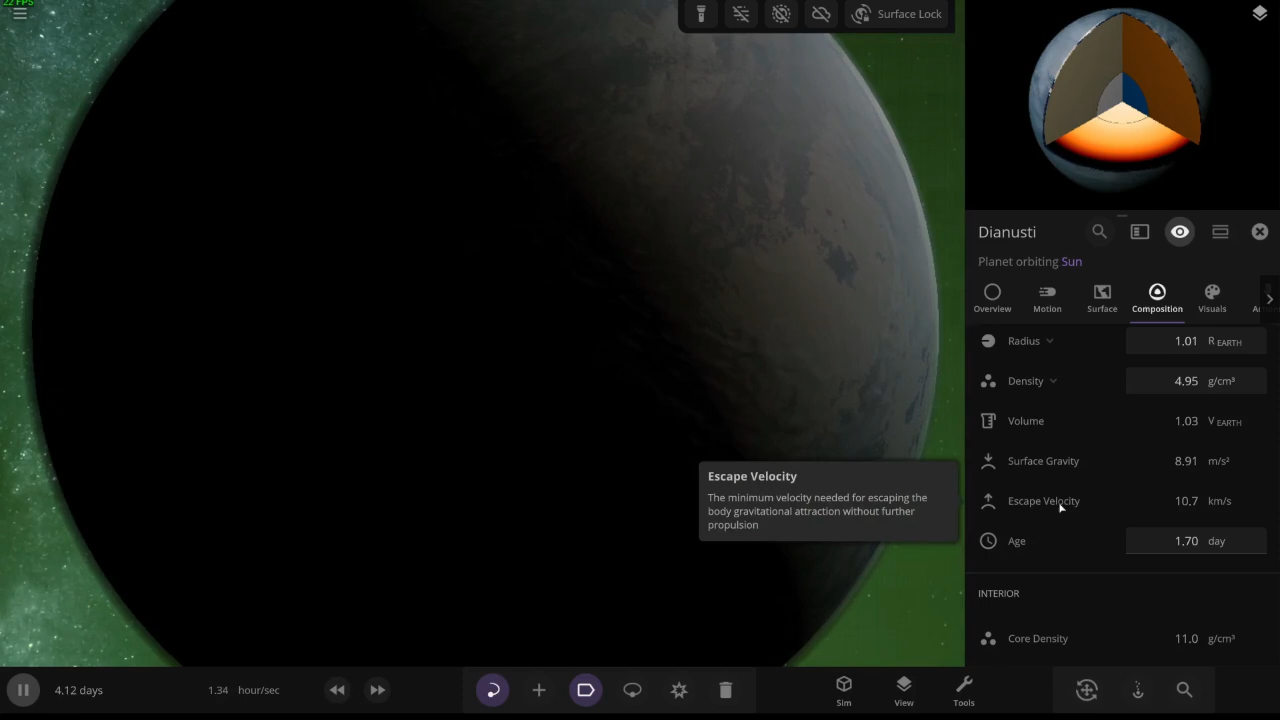 22 FPS
Surface Lock
Dianusti
Planet orbiting Sun
Overview Motion Surface Composition Visuals
Radius 1.01 R EARTH
Density 4.95 g/cm³
Volume 1.03 V EARTH
Surface Gravity 8.91 m/s²
Escape Velocity 10.7 km/s
Age 1.70 day
Escape Velocity
The minimum velocity needed for escaping the
body gravitational attraction without further
propulsion
INTERIOR
Core Density 11.0 g/cm³
4.12 days 1.34 hour/sec
Sim View Tools